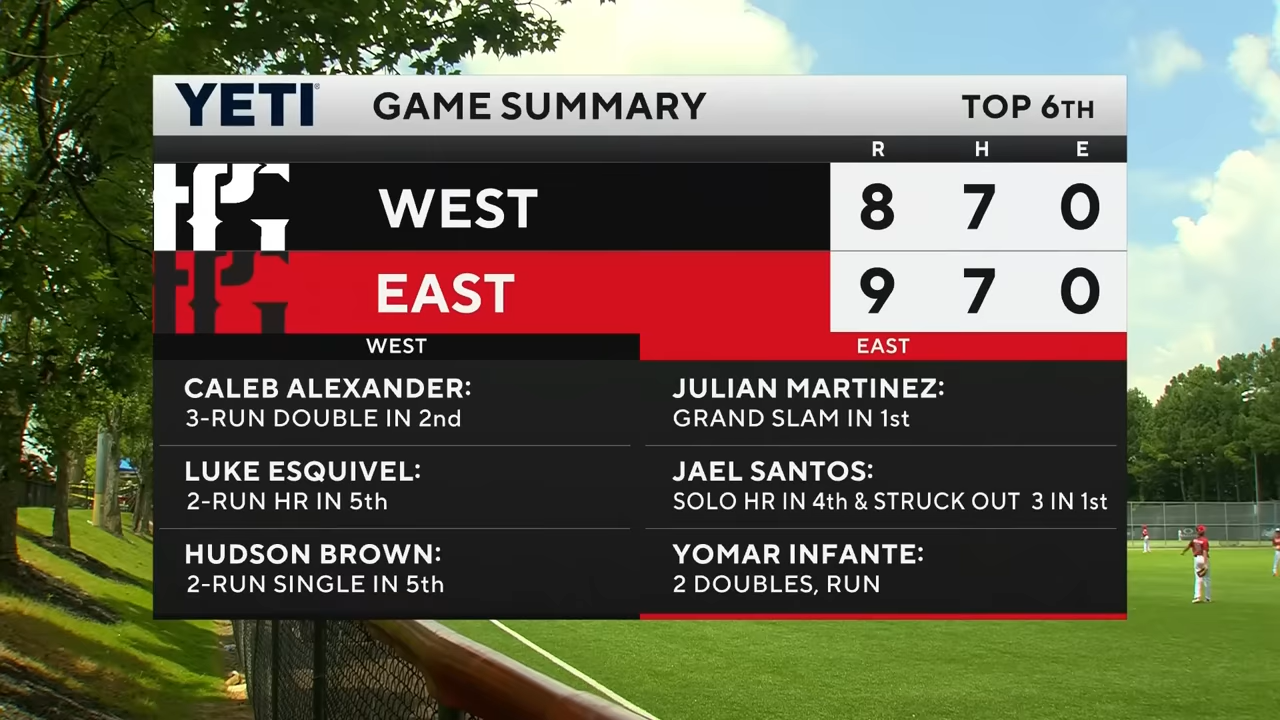 YETI GAME SUMMARY TOP 6TH
R H E
PG WEST 8 7 0
PG EAST 9 7 0
WEST EAST
CALEB ALEXANDER:
3-RUN DOUBLE IN 2nd
LUKE ESQUIVEL:
2-RUN HR IN 5th
HUDSON BROWN:
2-RUN SINGLE IN 5th
JULIAN MARTINEZ:
GRAND SLAM IN 1st
JAEL SANTOS:
SOLO HR IN 4th & STRUCK OUT 3 IN 1st
YOMAR INFANTE:
2 DOUBLES, RUN